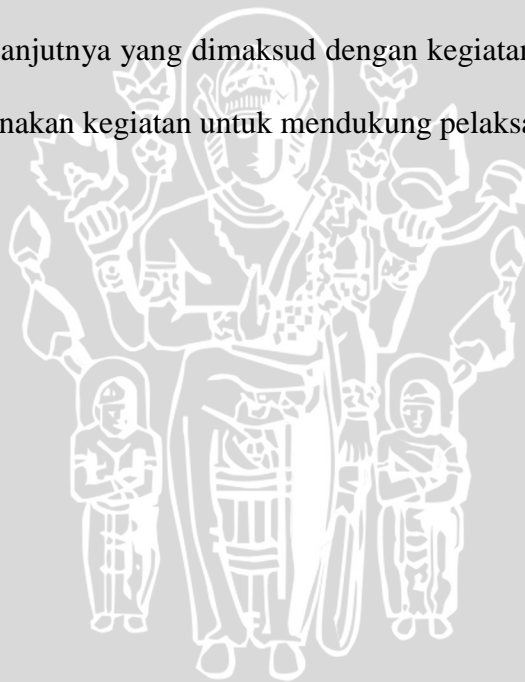 anjutnya yang dimaksud dengan kegiatan
nakan kegiatan untuk mendukung pelaksa